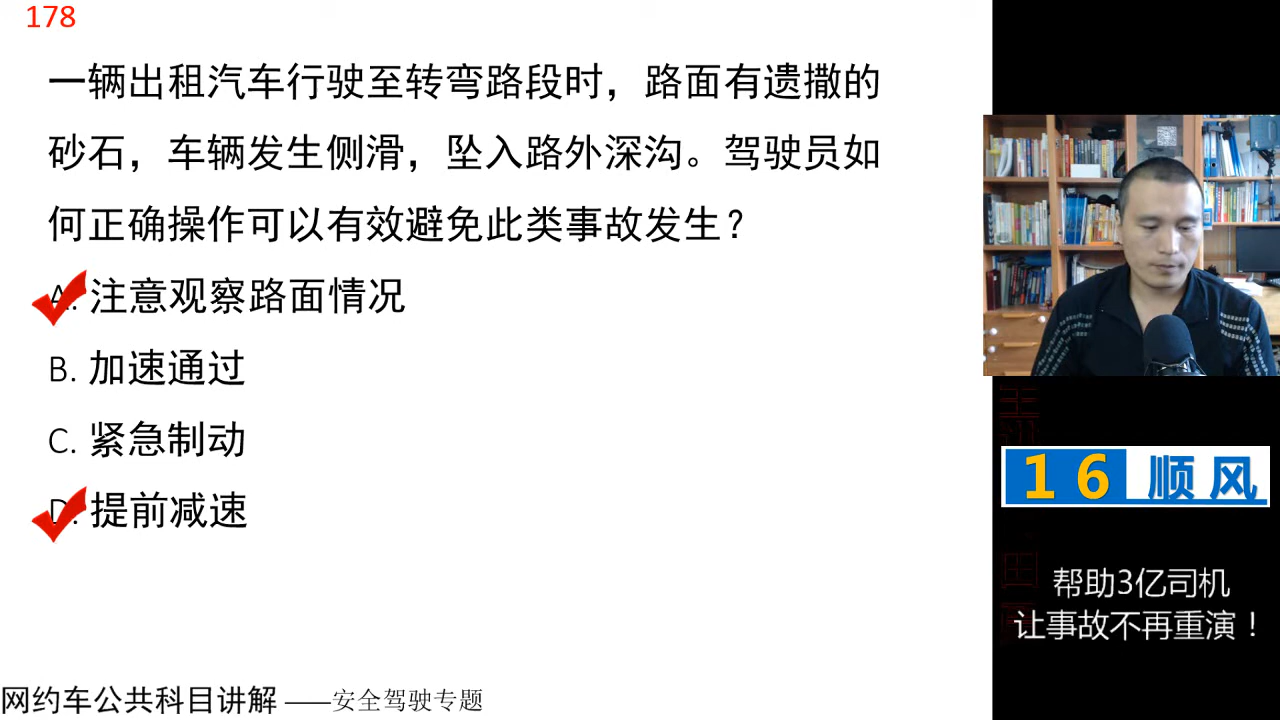 178
一辆出租汽车行驶至转弯路段时，路面有遗撒的
砂石，车辆发生侧滑，坠入路外深沟。驾驶员如
何正确操作可以有效避免此类事故发生？
A. 注意观察路面情况
B. 加速通过
C. 紧急制动
D. 提前减速
16 顺风
帮助3亿司机
让事故不再重演！
网约车公共科目讲解 ——安全驾驶专题